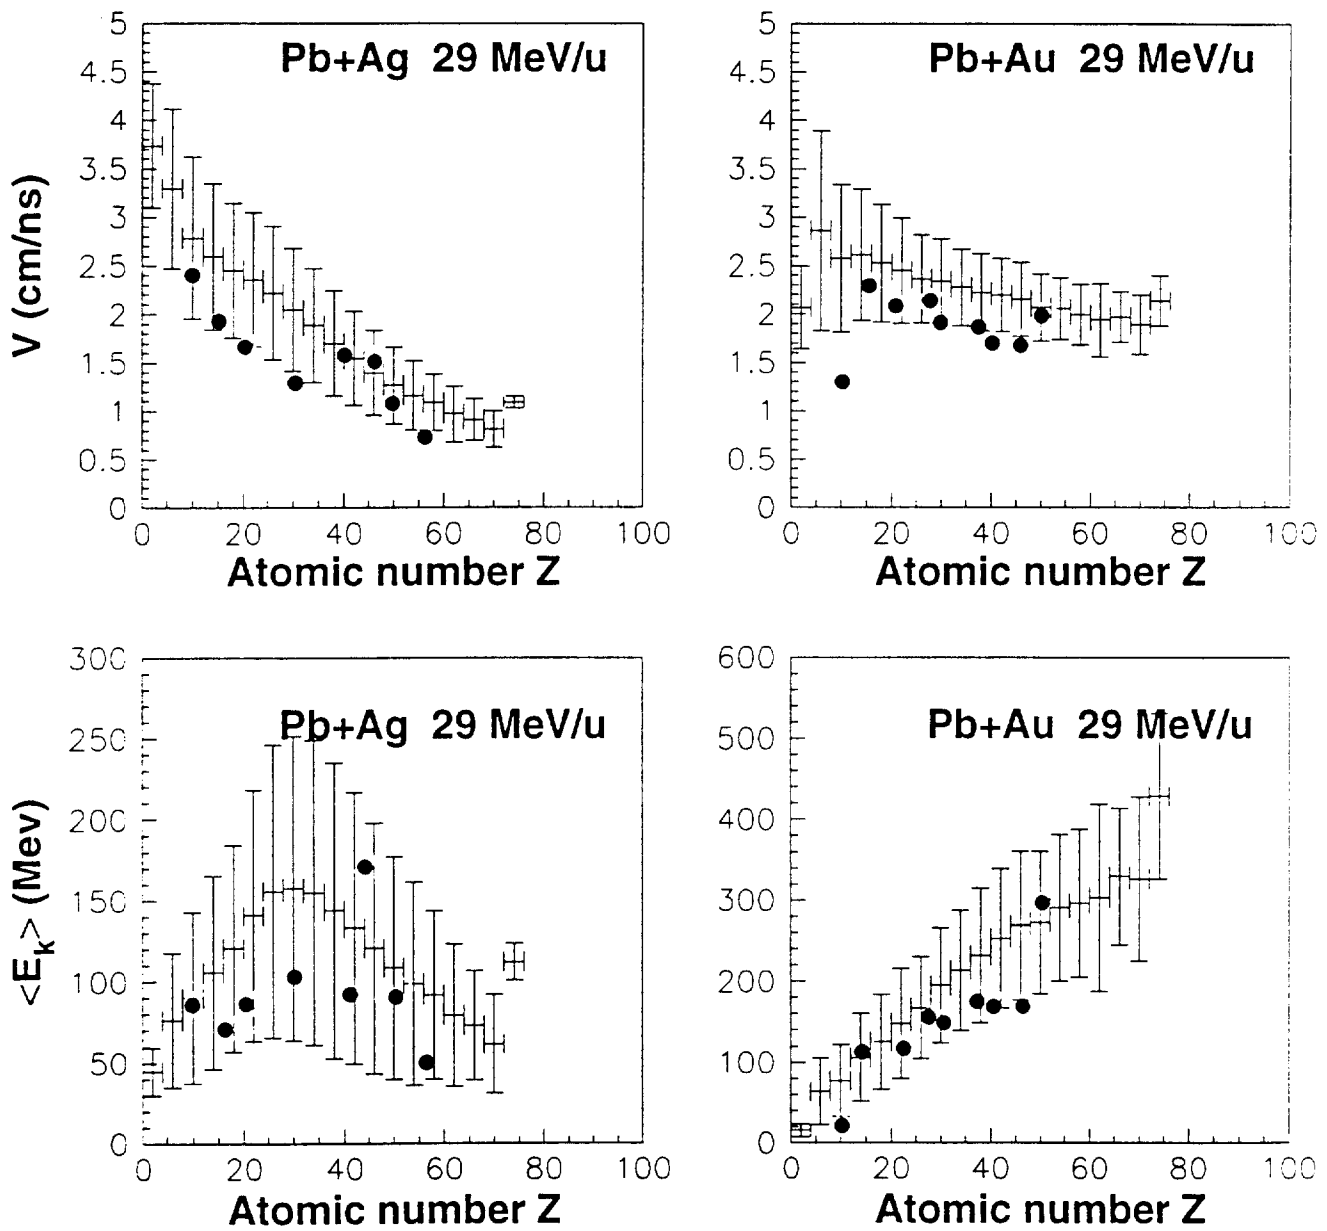 Pb+Ag 29 MeV/u
V (cm/ns)
5
4.5
4
3.5
3
2.5
2
1.5
1
0.5
0
0 20 40 60 80 100
Atomic number Z
Pb+Au 29 MeV/u
5
4.5
4
3.5
3
2.5
2
1.5
1
0.5
0
0 20 40 60 80 100
Atomic number Z
Pb+Ag 29 MeV/u
<E_k> (Mev)
300
250
200
150
100
50
0
0 20 40 60 80 100
Atomic number Z
Pb+Au 29 MeV/u
600
500
400
300
200
100
0
0 20 40 60 80 100
Atomic number Z